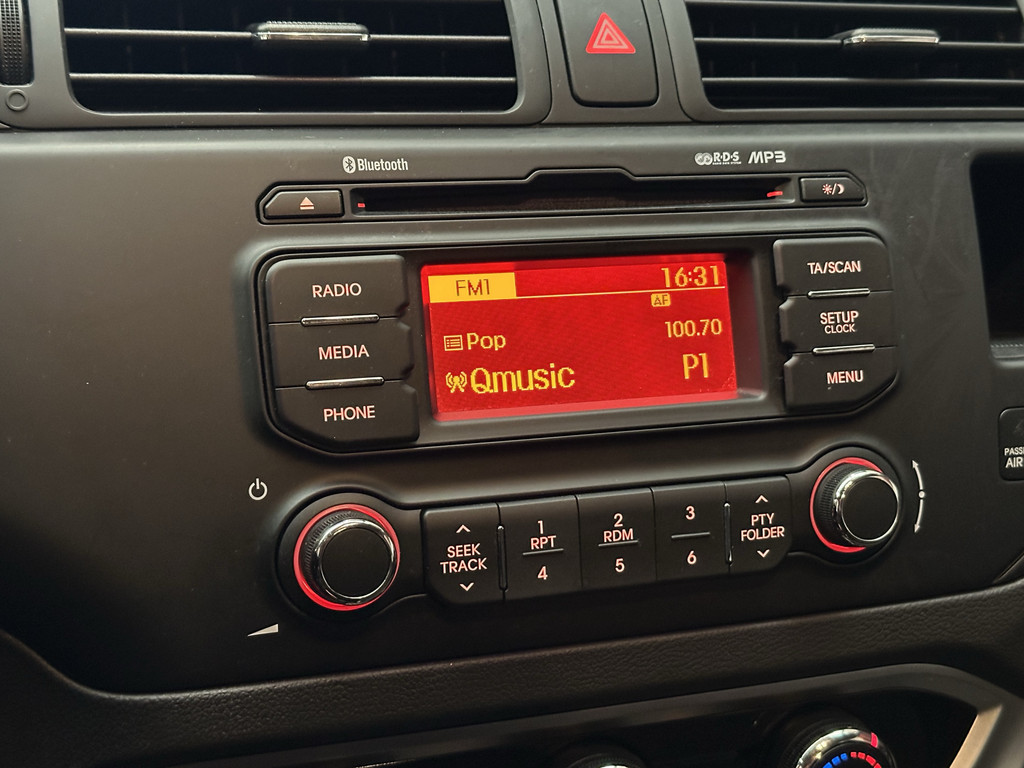 Bluetooth
R·D·S
MP3
RADIO
MEDIA
PHONE
FM1
16:31
AF
Pop
100.70
Qmusic
P1
TA/SCAN
SETUP
CLOCK
MENU
SEEK
TRACK
1
RPT
4
2
RDM
5
3
6
PTY
FOLDER